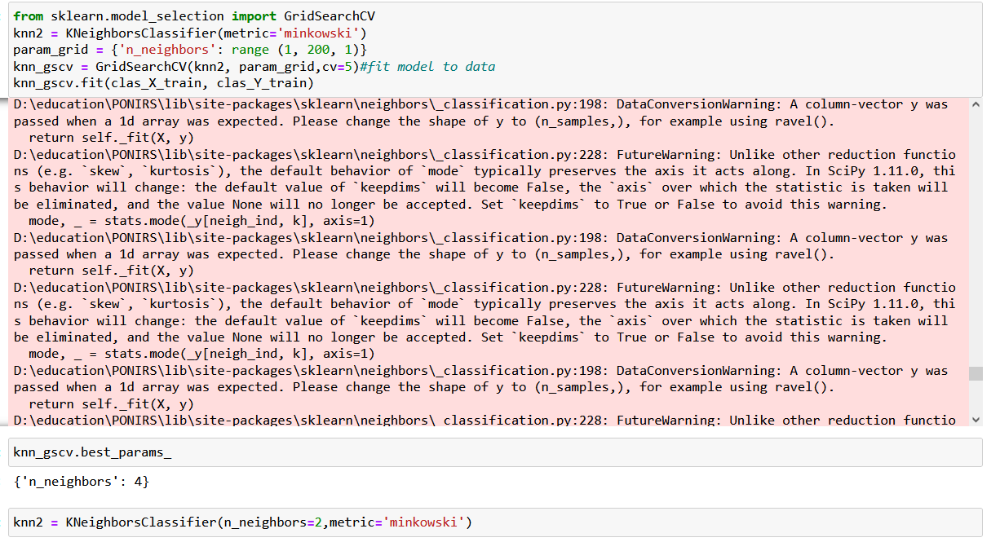 from sklearn.model_selection import GridSearchCV
knn2 = KNeighborsClassifier(metric='minkowski')
param_grid = {'n_neighbors': range (1, 200, 1)}
knn_gscv = GridSearchCV(knn2, param_grid,cv=5)#fit model to data
knn_gscv.fit(clas_X_train, clas_Y_train)
D:\education\PONIRS\lib\site-packages\sklearn\neighbors\_classification.py:198: DataConversionWarning: A column-vector y was
passed when a 1d array was expected. Please change the shape of y to (n_samples,), for example using ravel().
  return self._fit(X, y)
D:\education\PONIRS\lib\site-packages\sklearn\neighbors\_classification.py:228: FutureWarning: Unlike other reduction functio
ns (e.g. `skew`, `kurtosis`), the default behavior of `mode` typically preserves the axis it acts along. In SciPy 1.11.0, thi
s behavior will change: the default value of `keepdims` will become False, the `axis` over which the statistic is taken will
be eliminated, and the value None will no longer be accepted. Set `keepdims` to True or False to avoid this warning.
  mode, _ = stats.mode(_y[neigh_ind, k], axis=1)
D:\education\PONIRS\lib\site-packages\sklearn\neighbors\_classification.py:198: DataConversionWarning: A column-vector y was
passed when a 1d array was expected. Please change the shape of y to (n_samples,), for example using ravel().
  return self._fit(X, y)
D:\education\PONIRS\lib\site-packages\sklearn\neighbors\_classification.py:228: FutureWarning: Unlike other reduction functio
ns (e.g. `skew`, `kurtosis`), the default behavior of `mode` typically preserves the axis it acts along. In SciPy 1.11.0, thi
s behavior will change: the default value of `keepdims` will become False, the `axis` over which the statistic is taken will
be eliminated, and the value None will no longer be accepted. Set `keepdims` to True or False to avoid this warning.
  mode, _ = stats.mode(_y[neigh_ind, k], axis=1)
D:\education\PONIRS\lib\site-packages\sklearn\neighbors\_classification.py:198: DataConversionWarning: A column-vector y was
passed when a 1d array was expected. Please change the shape of y to (n_samples,), for example using ravel().
  return self._fit(X, y)
D:\education\PONIRS\lib\site-packages\sklearn\neighbors\_classification.py:228: FutureWarning: Unlike other reduction functio
knn_gscv.best_params_
{'n_neighbors': 4}
knn2 = KNeighborsClassifier(n_neighbors=2,metric='minkowski')